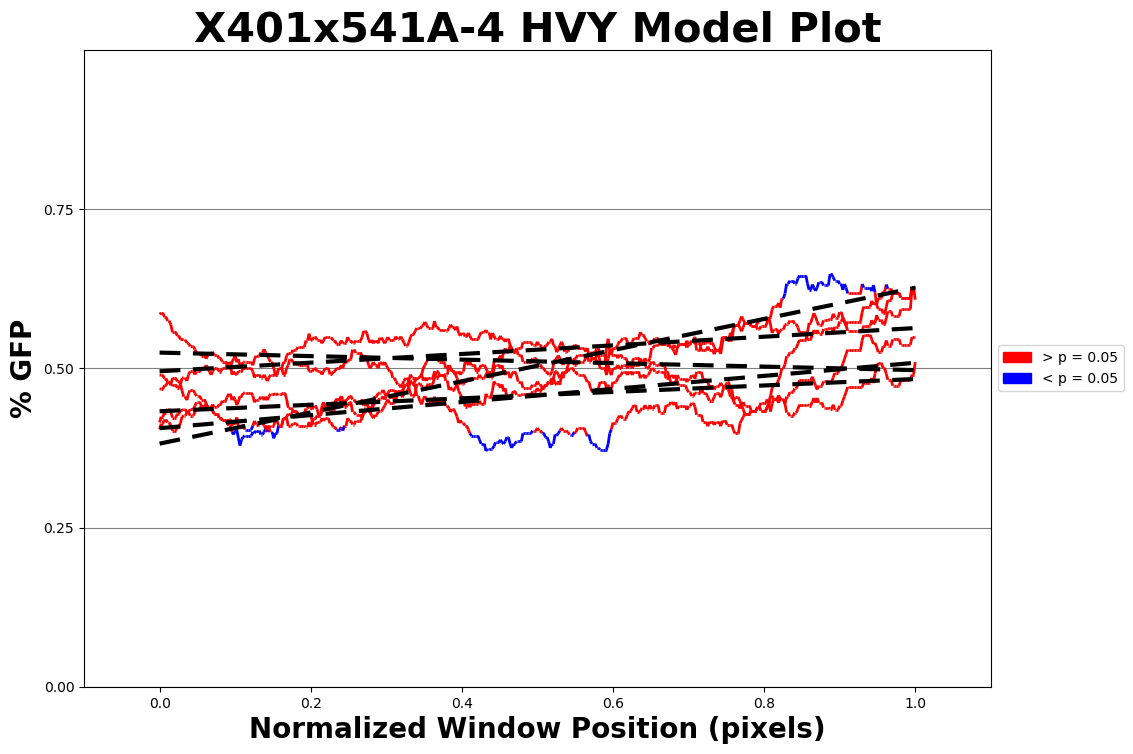 X401x541A-4 HVY Model Plot
% GFP
0.75
0.50
0.25
0.00
0.0 0.2 0.4 0.6 0.8 1.0
Normalized Window Position (pixels)
> p = 0.05
< p = 0.05